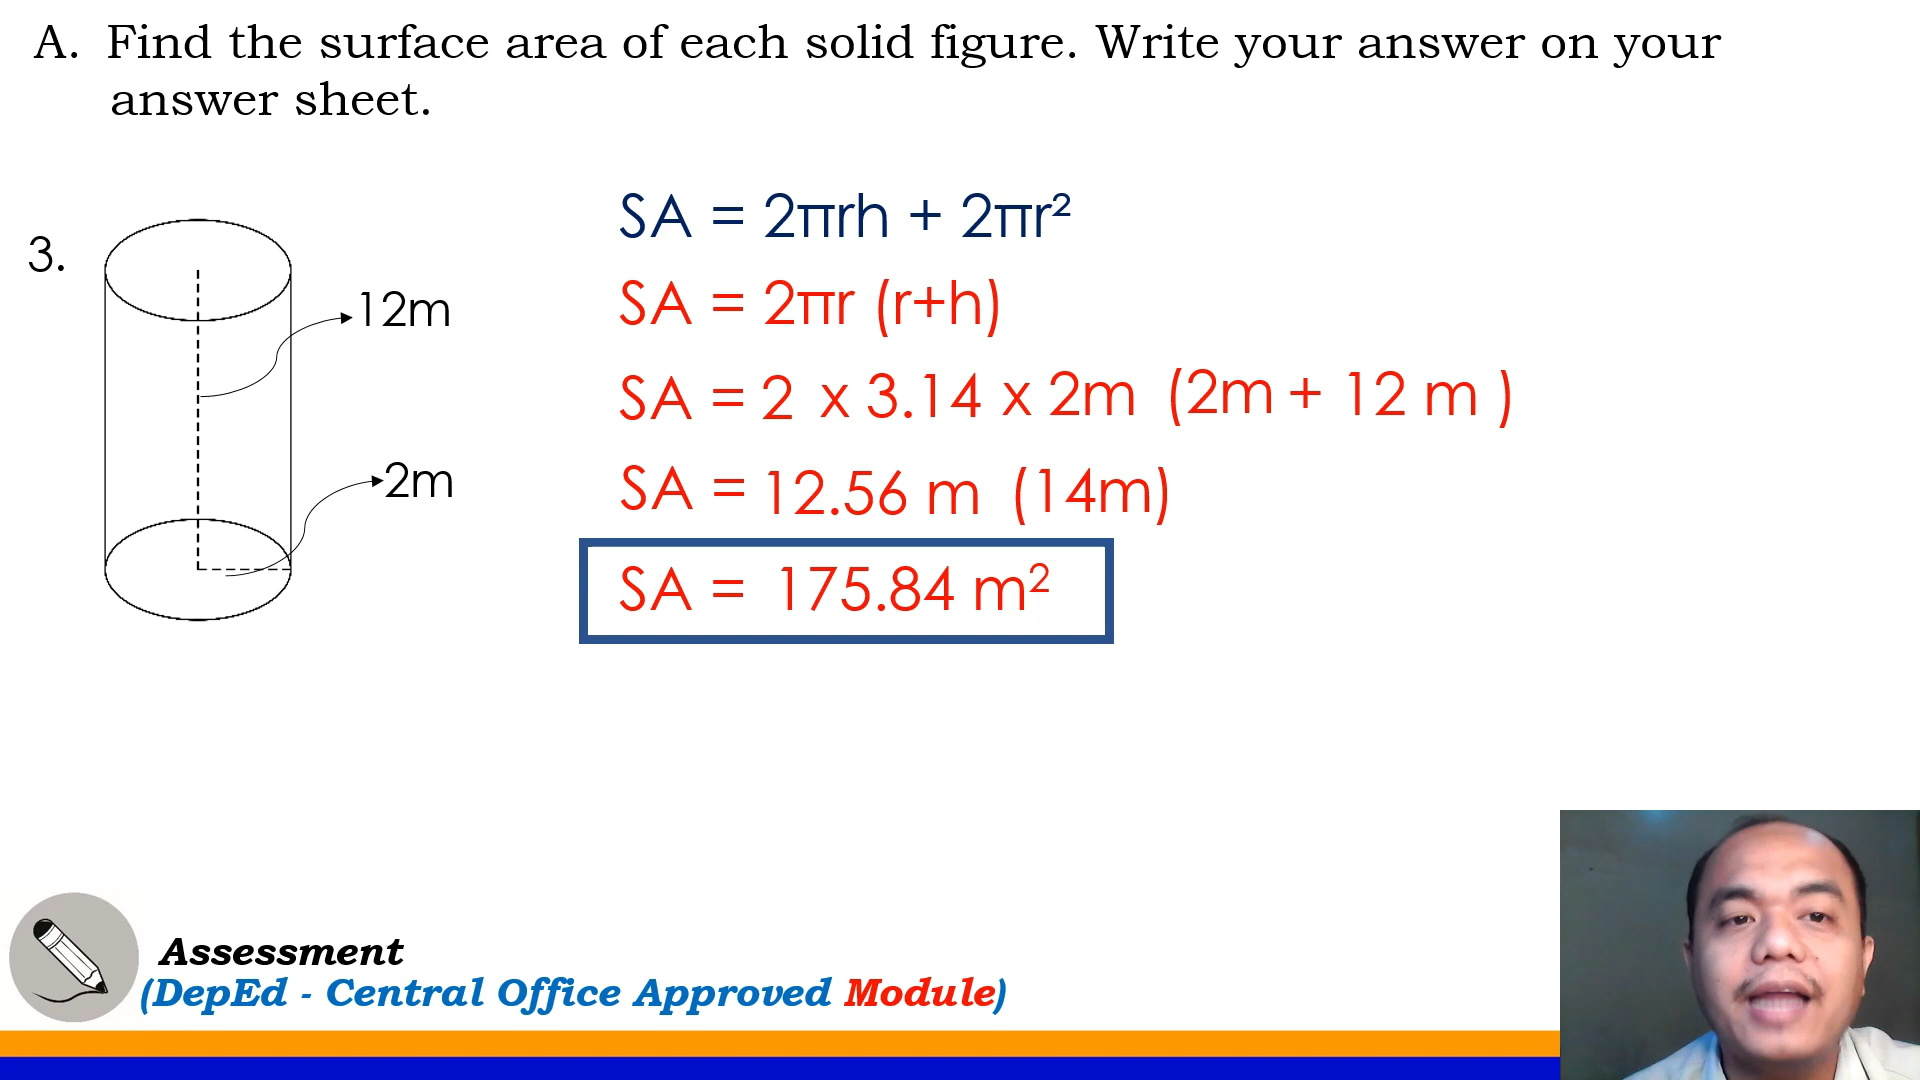 A. Find the surface area of each solid figure. Write your answer on your
answer sheet.
3.
12m
2m
SA = 2πrh + 2πr²
SA = 2πr (r+h)
SA = 2 x 3.14 x 2m (2m + 12 m )
SA = 12.56 m (14m)
SA = 175.84 m²
Assessment
(DepEd - Central Office Approved Module)